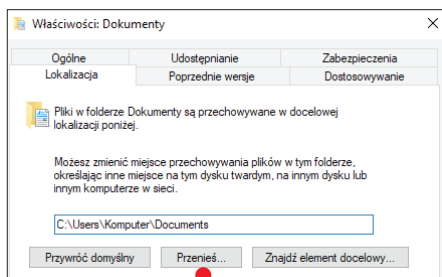 Właściwości: Dokumenty
Ogólne Udostępnianie Zabezpieczenia
Lokalizacja Poprzednie wersje Dostosowywanie
Pliki w folderze Dokumenty są przechowywane w docelowej
lokalizacji poniżej.
Możesz zmienić miejsce przechowywania plików w tym folderze,
określając inne miejsce na tym dysku twardym, na innym dysku lub
innym komputerze w sieci.
C:\Users\Komputer\Documents
Przywróć domyślny Przenieś... Znajdź element docelowy...